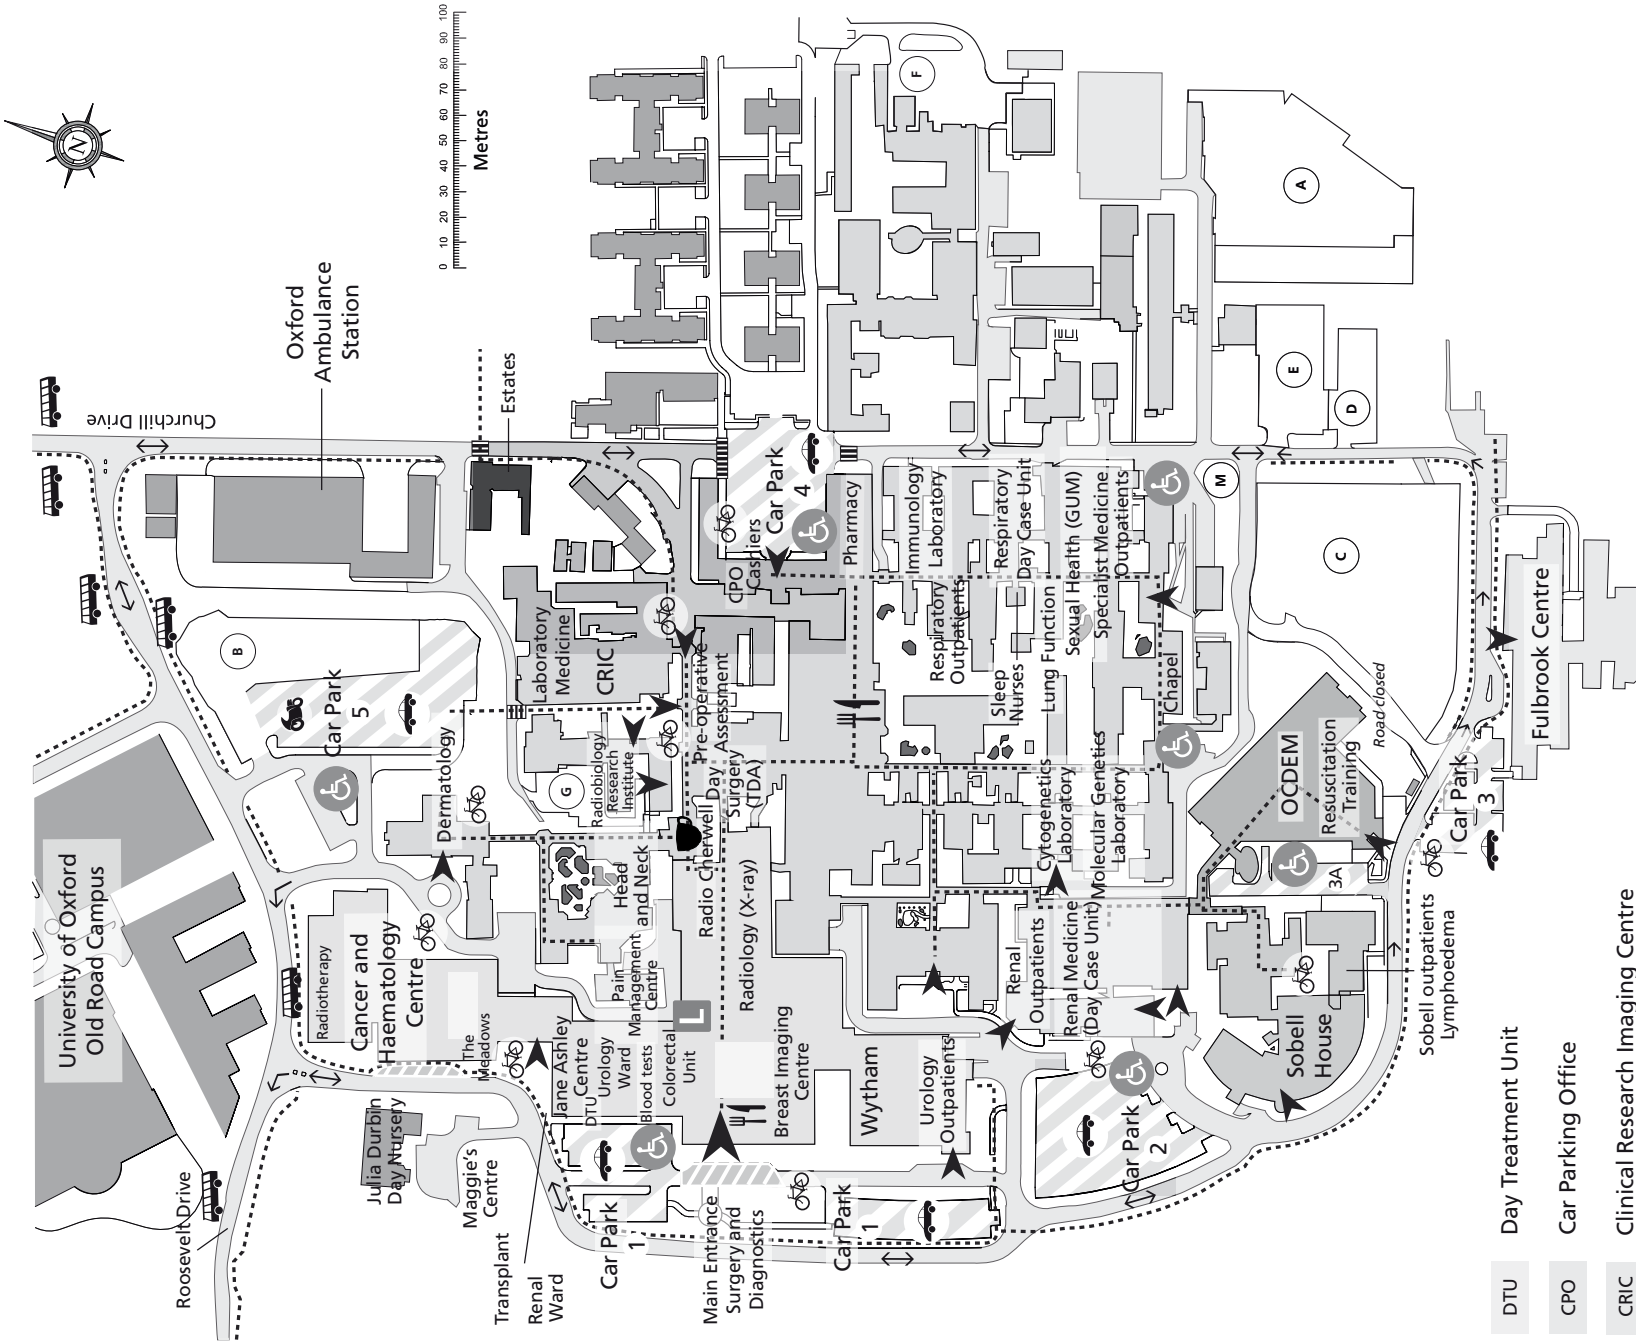 N
100
90
80
70
60
50
40
30
20
10
0
Metres
Oxford
Ambulance
Station
Churchill Drive
Estates
University of Oxford
Old Road Campus
Roosevelt Drive
B
Car Park
5
Dermatology
Laboratory
Medicine
CRIC
G
Radiobiology
Research
Institute
Pre-operative
Assessment
Day
Surgery
(TDA)
Radio Cherwell
Head
and Neck
Radiology (X-ray)
Radiotherapy
Cancer and
Haematology
Centre
The
Meadows
Pain
Management
Centre
L
Jane Ashley
Centre
DTU
Urology
Ward
Blood tests
Colorectal
Unit
Breast Imaging
Centre
Wytham
Urology
Outpatients
Julia Durbin
Day Nursery
Maggie's
Centre
Transplant
Renal
Ward
Car Park
1
Main Entrance
Surgery and
Diagnostics
Car Park
1
Car Park
2
CPO
Cashiers
Car Park
4
Pharmacy
Immunology
Laboratory
Respiratory
Outpatients
Respiratory
Day Case Unit
Sleep
Nurses
Lung Function
Sexual Health (GUM)
Specialist Medicine
Outpatients
Chapel
Cytogenetics
Laboratory
Molecular Genetics
Laboratory
Renal
Outpatients
Renal Medicine
(Day Case Unit)
F
A
E
D
M
C
OCDEM
Resuscitation
Training
Road closed
3A
Car Park
3
Fulbrook Centre
Sobell
House
Sobell outpatients
Lymphoedema
DTU
Day Treatment Unit
CPO
Car Parking Office
CRIC
Clinical Research Imaging Centre